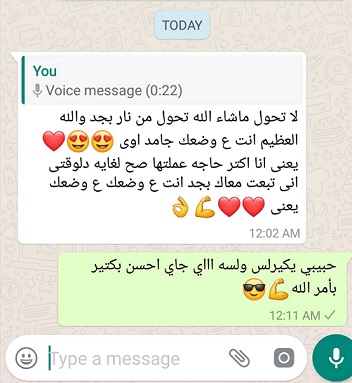 TODAY
You
Voice message (0:22)
لا تحول ماشاء الله تحول من نار بجد والله
العظيم انت ع وضعك جامد اوى 😍😍❤️
يعنى انا اكتر حاجه عملتها صح لغايه دلوقتى
انى تبعت معاك بجد انت ع وضعك ع وضعك
يعنى ❤️❤️💪👌
12:02 AM
حبيبي يكيرلس ولسه اااي جاي احسن بكتير
بأمر الله 💪😎
12:11 AM
Type a message